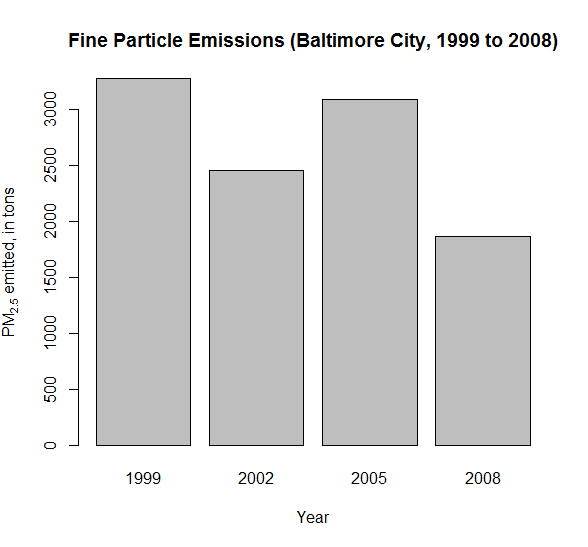 Fine Particle Emissions (Baltimore City, 1999 to 2008)
PM2.5 emitted, in tons
3000
2500
2000
1500
1000
500
0
1999 2002 2005 2008
Year